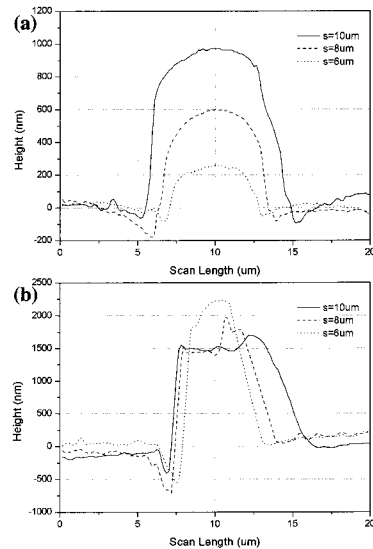 (a)
1200
1000
800
600
400
200
0
-200
Height (nm)
s=10um
s=8um
s=6um
0
5
10
15
20
Scan Length (um)
(b)
2500
2000
1500
1000
500
0
-500
-1000
Height (nm)
s=10um
s=8um
s=6um
0
5
10
15
20
Scan Length (um)